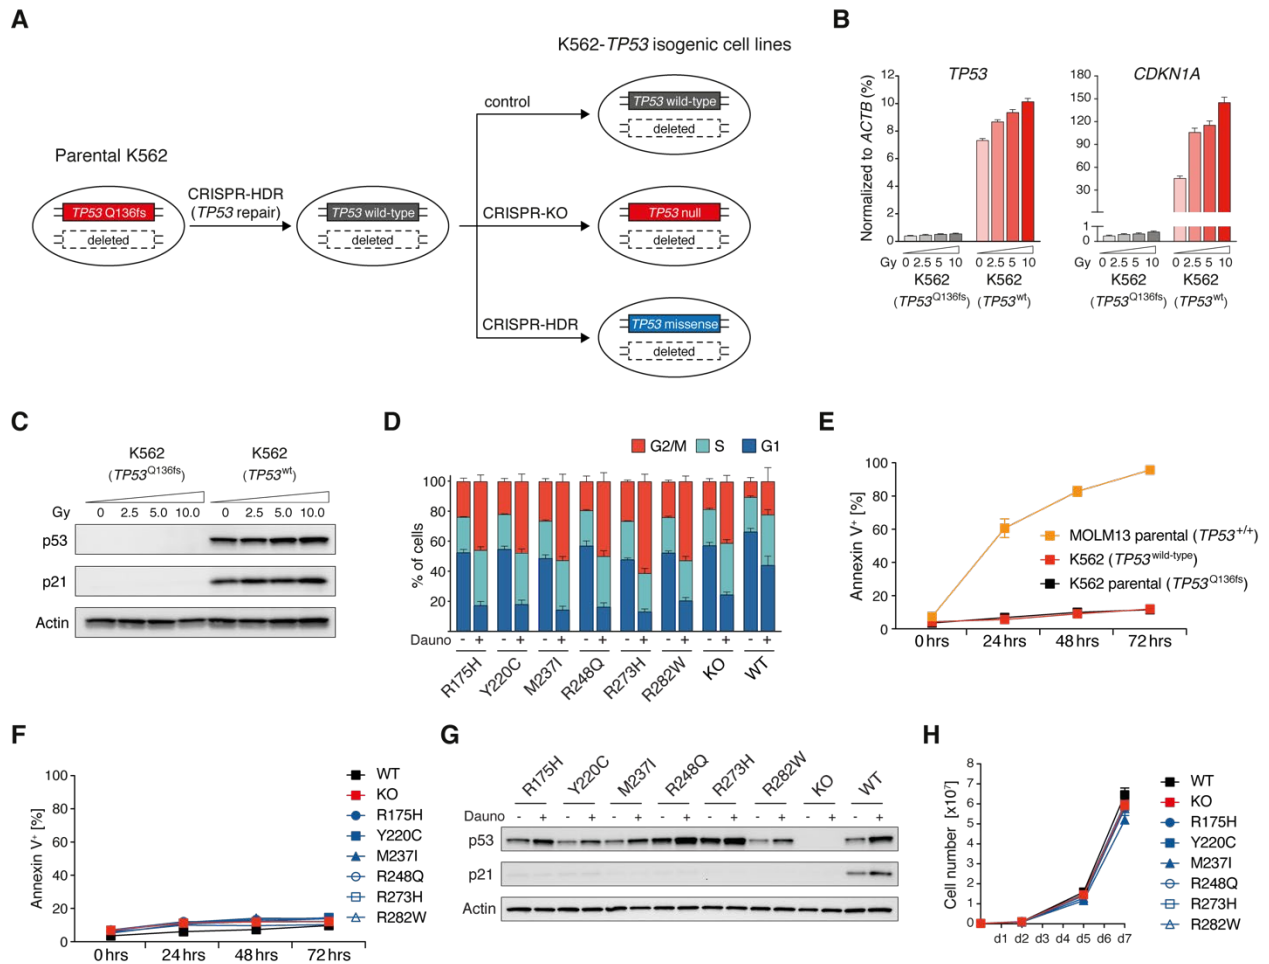 A
K562-TP53 isogenic cell lines
Parental K562
TP53 Q136fs
deleted
CRISPR-HDR
(TP53 repair)
TP53 wild-type
deleted
control
TP53 wild-type
deleted
CRISPR-KO
TP53 null
deleted
CRISPR-HDR
TP53 missense
deleted
B
TP53
Normalized to ACTB (%)
12
10
8
6
4
2
0
Gy 0 2.5 5 10 0 2.5 5 10
K562 K562
(TP53Q136fs) (TP53wt)
CDKN1A
180
150
120
90
60
30
1
0
Gy 0 2.5 5 10 0 2.5 5 10
K562 K562
(TP53Q136fs) (TP53wt)
C
K562 K562
(TP53Q136fs) (TP53wt)
Gy 0 2.5 5.0 10.0 0 2.5 5.0 10.0
p53
p21
Actin
D
G2/M S G1
% of cells
100
80
60
40
20
Dauno - + - + - + - + - + - + - + - +
R175H Y220C M237I R248Q R273H R282W KO WT
E
Annexin V+ [%]
100
80
60
40
20
0
0 hrs 24 hrs 48 hrs 72 hrs
MOLM13 parental (TP53+/+)
K562 (TP53wild-type)
K562 parental (TP53Q136fs)
F
Annexin V+ [%]
100
80
60
40
20
0
0 hrs 24 hrs 48 hrs 72 hrs
WT
KO
R175H
Y220C
M237I
R248Q
R273H
R282W
G
R175H Y220C M237I R248Q R273H R282W KO WT
Dauno - + - + - + - + - + - + - + - +
p53
p21
Actin
H
Cell number [x10⁷]
8
7
6
5
4
3
2
1
0
d1 d2 d3 d4 d5 d6 d7
WT
KO
R175H
Y220C
M237I
R248Q
R273H
R282W